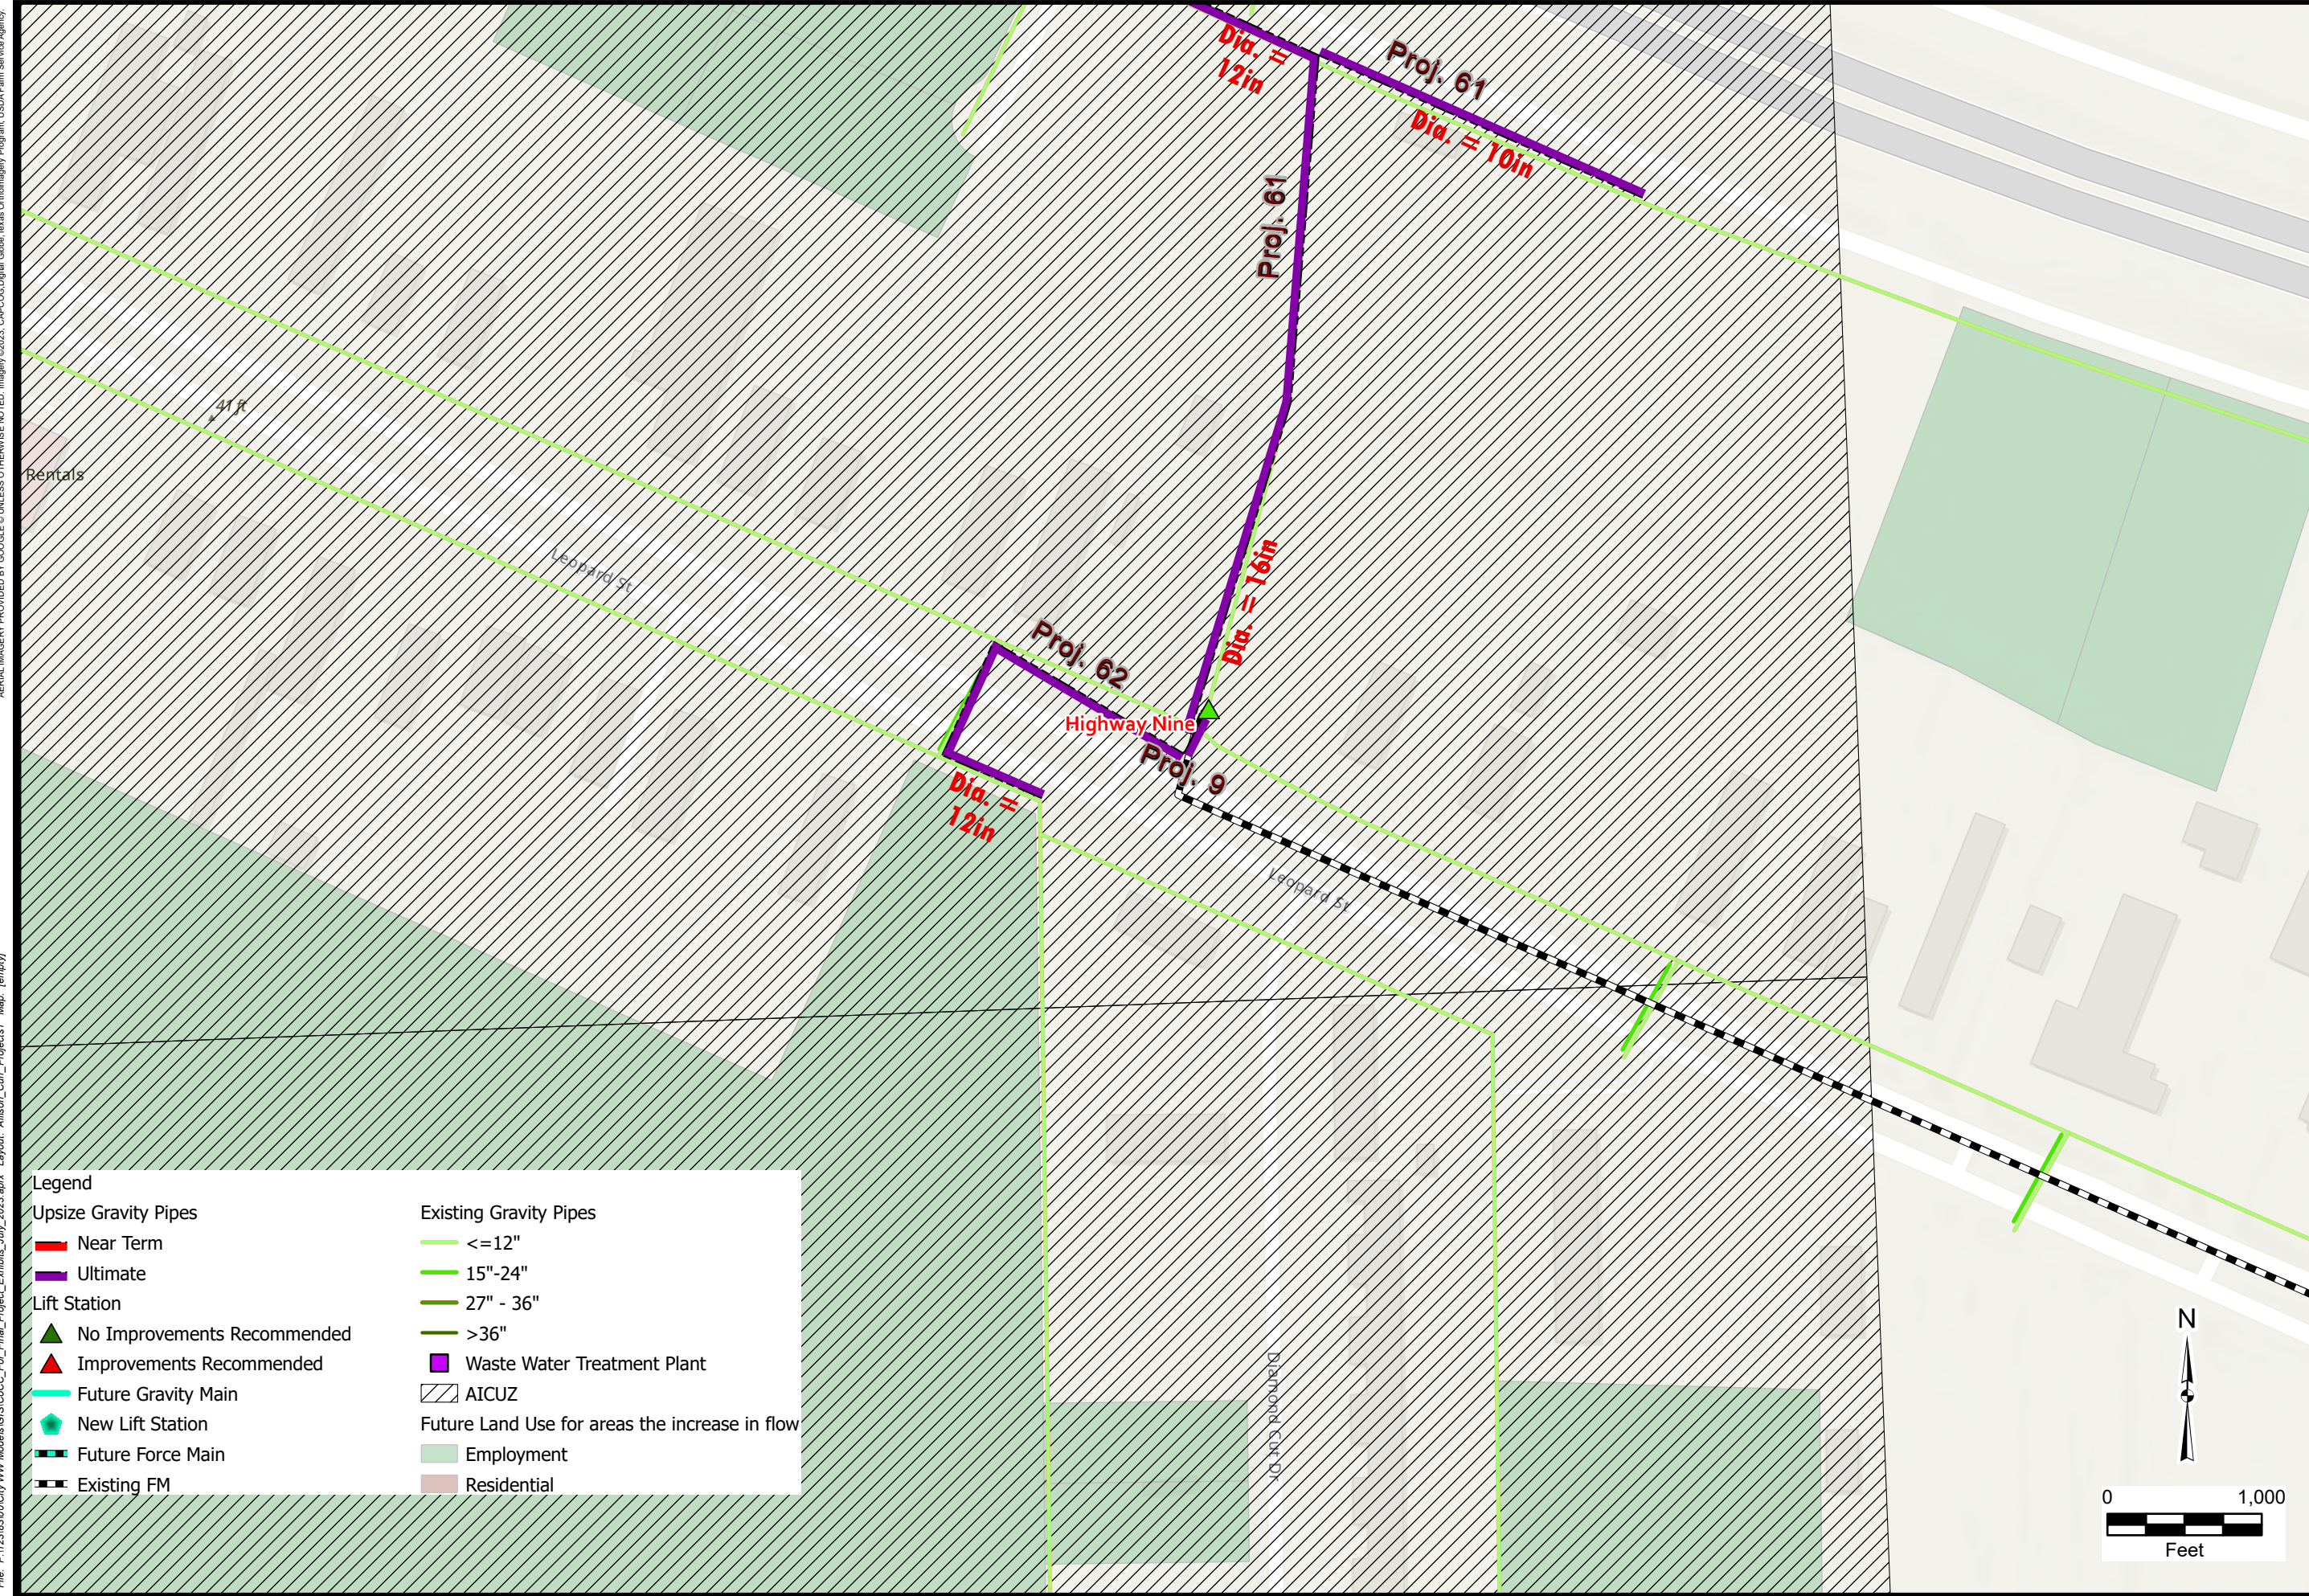 Dia. =
12in
Proj. 61
Dia. = 10in
Proj. 61
41 ft
Rentals
Leopard St
Dia. = 16in
Proj. 62
Highway Nine
Proj. 9
Dia. =
12in
Leopard St
Diamond Cut Dr
Legend
Upsize Gravity Pipes
Near Term
Ultimate
Lift Station
No Improvements Recommended
Improvements Recommended
Future Gravity Main
New Lift Station
Future Force Main
Existing FM
Existing Gravity Pipes
<=12"
15"-24"
27" - 36"
>36"
Waste Water Treatment Plant
AICUZ
Future Land Use for areas the increase in flow
Employment
Residential
N
0 1,000
Feet